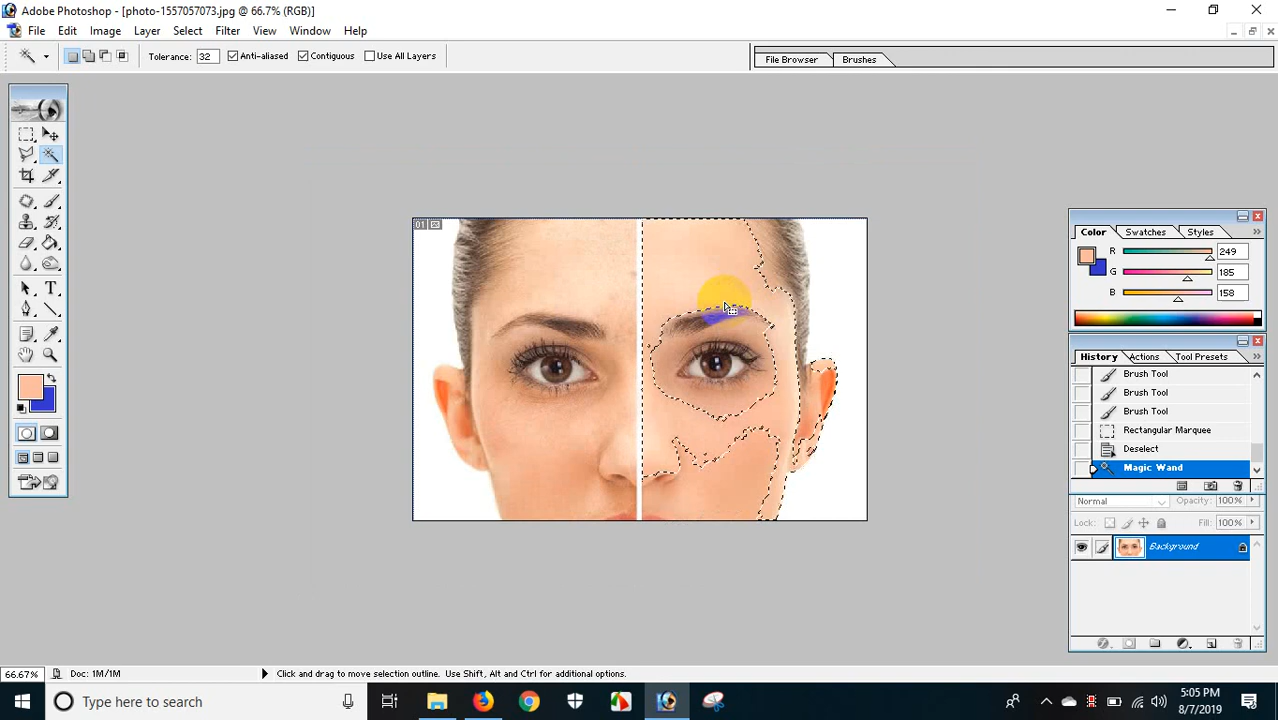 Adobe Photoshop - [photo-1557057073.jpg @ 66.7% (RGB)]
File Edit Image Layer Select Filter View Window Help
Tolerance: 32 Anti-aliased Contiguous Use All Layers
File Browser Brushes
01
Color Swatches Styles
R 249
G 185
B 158
History Actions Tool Presets
Brush Tool
Brush Tool
Brush Tool
Rectangular Marquee
Deselect
Magic Wand
Normal Opacity: 100%
Lock: Fill: 100%
Background
66.67% Doc: 1M/1M Click and drag to move selection outline. Use Shift, Alt and Ctrl for additional options.
Type here to search
5:05 PM
8/7/2019